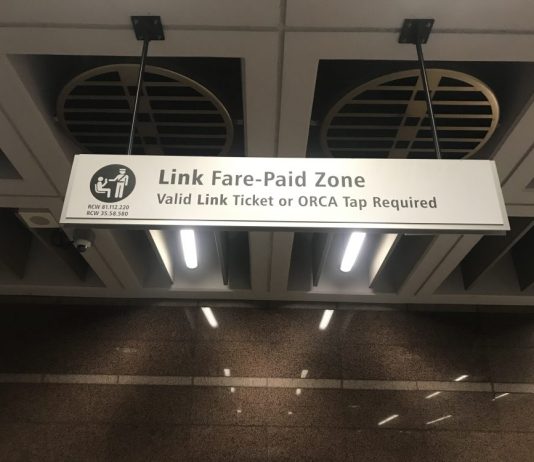 Link Fare-Paid Zone
Valid Link Ticket or ORCA Tap Required
RCW 81.112.220
RCW 35.58.580